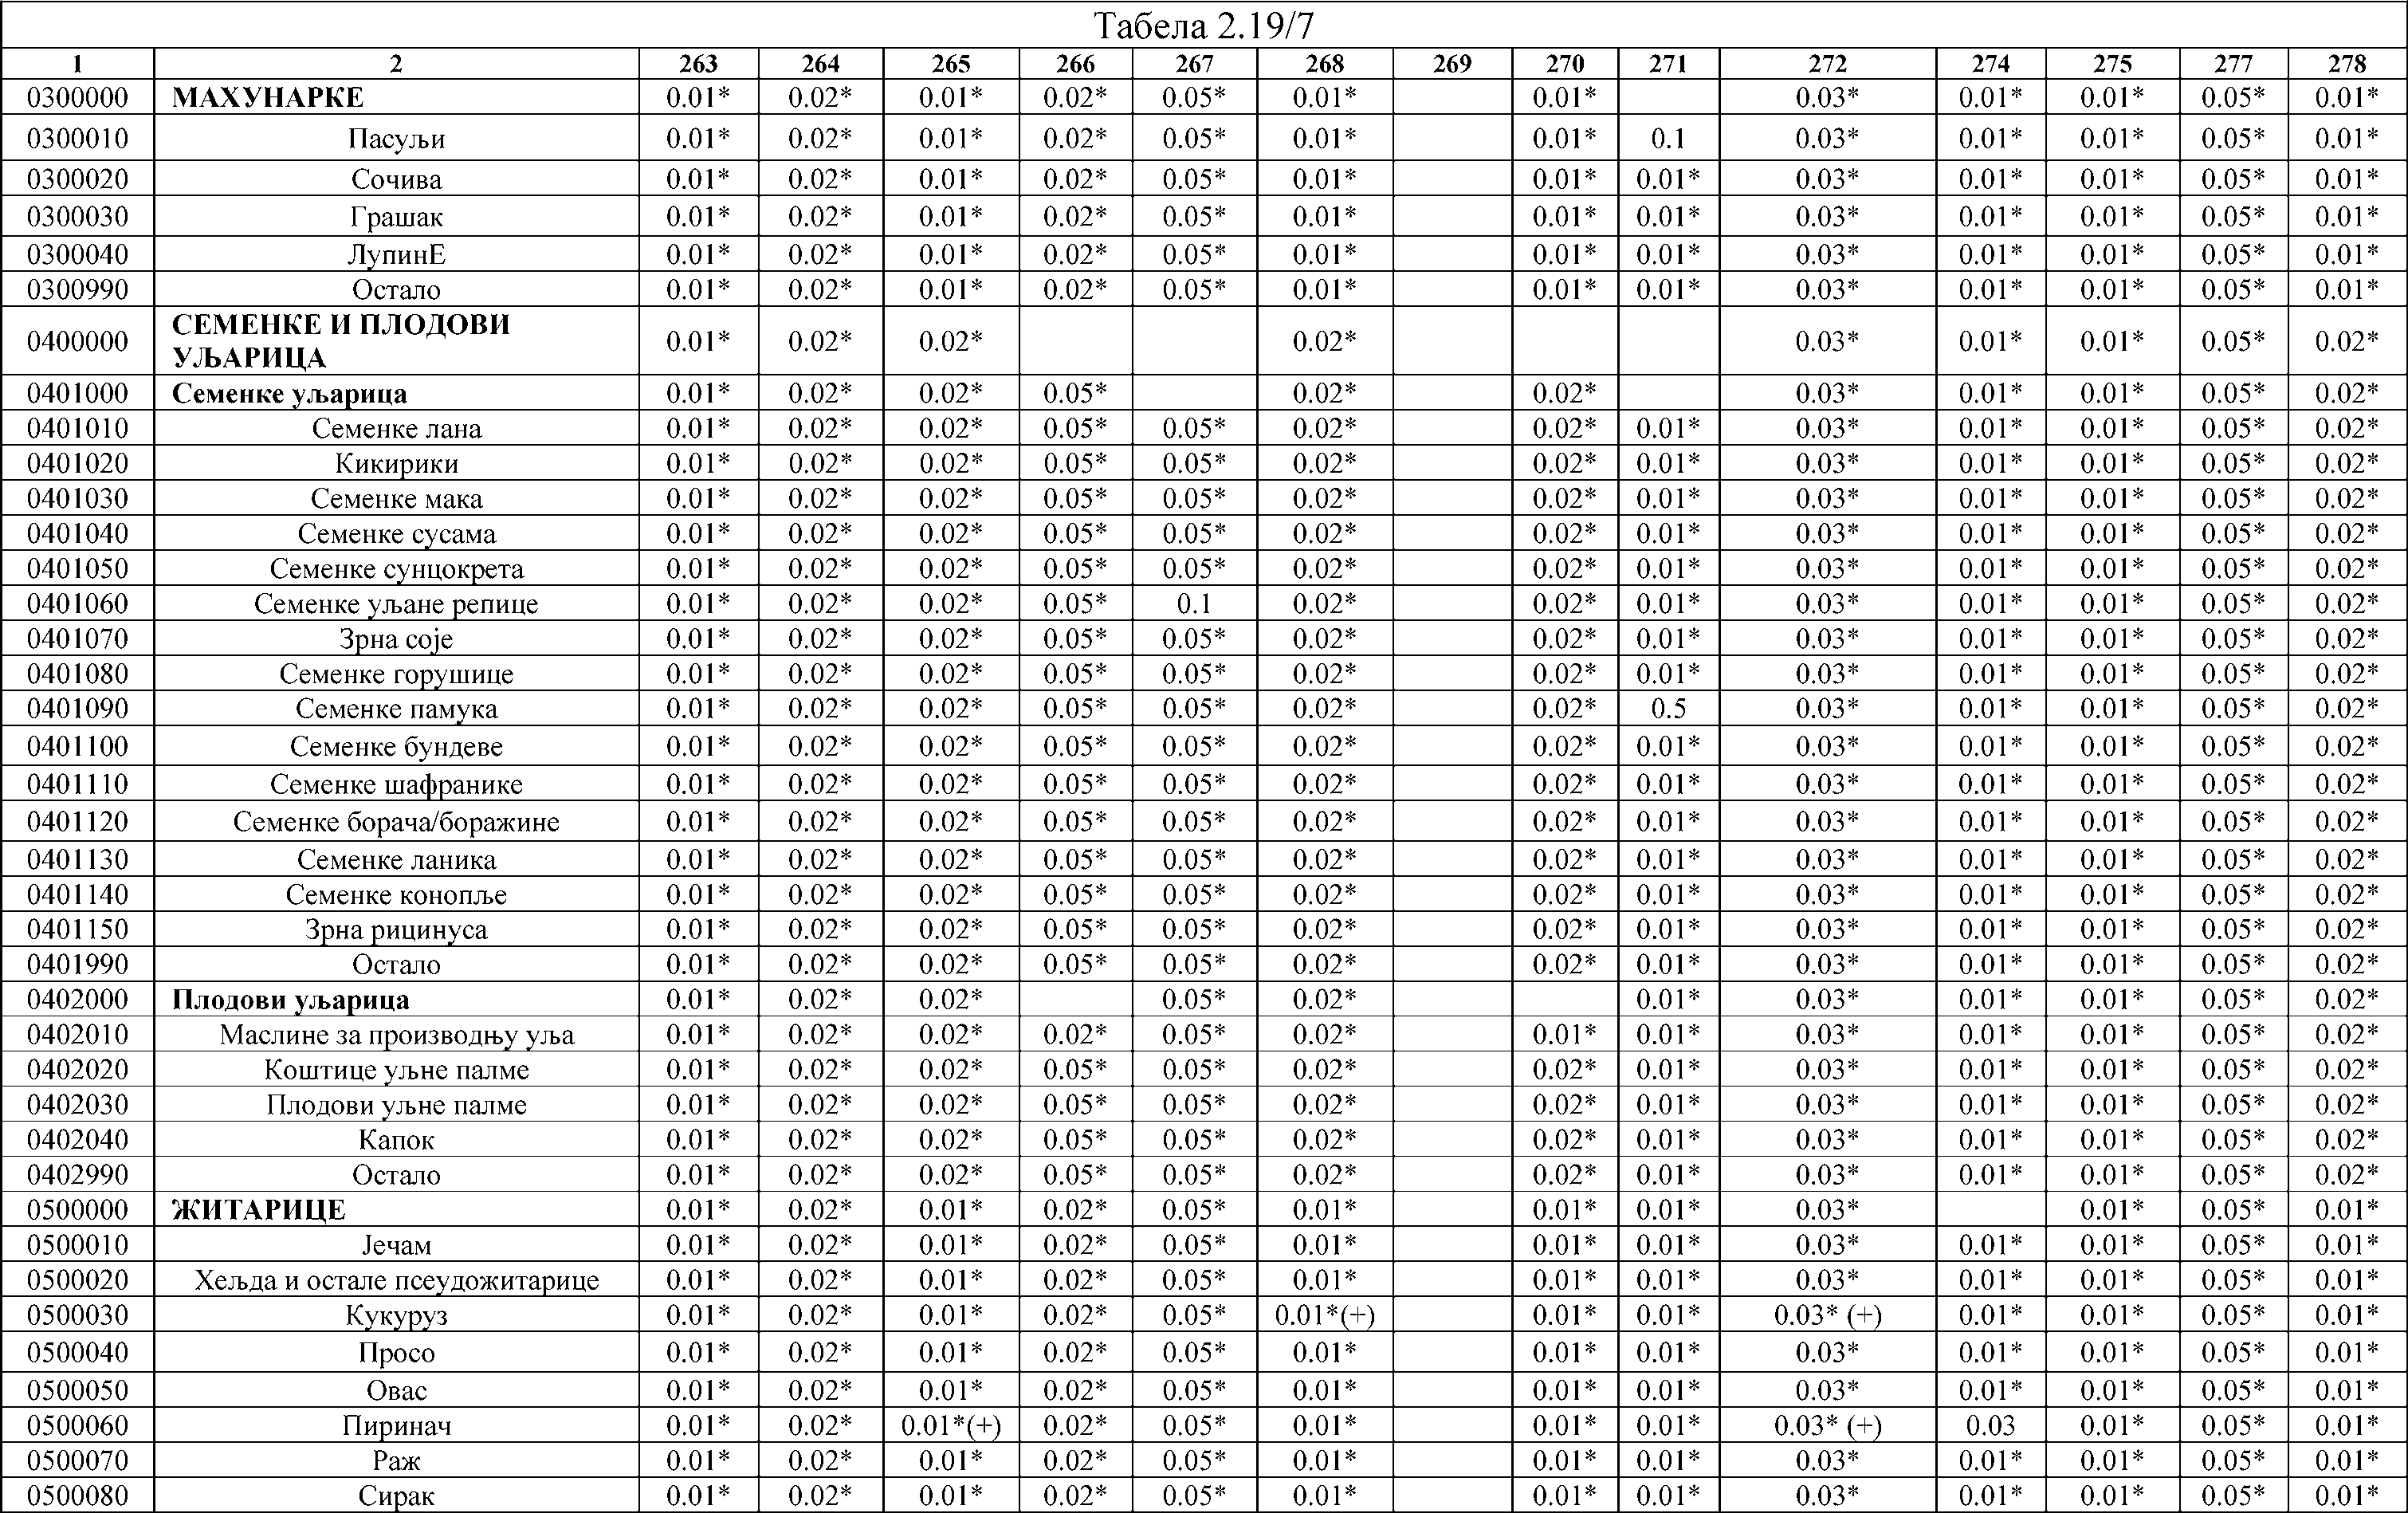 Табела 2.19/7
1 2 263 264 265 266 267 268 269 270 271 272 274 275 277 278
0300000 МАХУНАРКЕ 0.01* 0.02* 0.01* 0.02* 0.05* 0.01* 0.01* 0.03* 0.01* 0.01* 0.05* 0.01*
0300010 Пасуљи 0.01* 0.02* 0.01* 0.02* 0.05* 0.01* 0.01* 0.1 0.03* 0.01* 0.01* 0.05* 0.01*
0300020 Сочива 0.01* 0.02* 0.01* 0.02* 0.05* 0.01* 0.01* 0.01* 0.03* 0.01* 0.01* 0.05* 0.01*
0300030 Грашак 0.01* 0.02* 0.01* 0.02* 0.05* 0.01* 0.01* 0.01* 0.03* 0.01* 0.01* 0.05* 0.01*
0300040 ЛупинЕ 0.01* 0.02* 0.01* 0.02* 0.05* 0.01* 0.01* 0.01* 0.03* 0.01* 0.01* 0.05* 0.01*
0300990 Остало 0.01* 0.02* 0.01* 0.02* 0.05* 0.01* 0.01* 0.01* 0.03* 0.01* 0.01* 0.05* 0.01*
0400000 СЕМЕНКЕ И ПЛОДОВИ
УЉАРИЦА 0.01* 0.02* 0.02* 0.02* 0.03* 0.01* 0.01* 0.05* 0.02*
0401000 Семенке уљарица 0.01* 0.02* 0.02* 0.05* 0.02* 0.02* 0.03* 0.01* 0.01* 0.05* 0.02*
0401010 Семенке лана 0.01* 0.02* 0.02* 0.05* 0.05* 0.02* 0.02* 0.01* 0.03* 0.01* 0.01* 0.05* 0.02*
0401020 Кикирики 0.01* 0.02* 0.02* 0.05* 0.05* 0.02* 0.02* 0.01* 0.03* 0.01* 0.01* 0.05* 0.02*
0401030 Семенке мака 0.01* 0.02* 0.02* 0.05* 0.05* 0.02* 0.02* 0.01* 0.03* 0.01* 0.01* 0.05* 0.02*
0401040 Семенке сусама 0.01* 0.02* 0.02* 0.05* 0.05* 0.02* 0.02* 0.01* 0.03* 0.01* 0.01* 0.05* 0.02*
0401050 Семенке сунцокрета 0.01* 0.02* 0.02* 0.05* 0.05* 0.02* 0.02* 0.01* 0.03* 0.01* 0.01* 0.05* 0.02*
0401060 Семенке уљане репице 0.01* 0.02* 0.02* 0.05* 0.1 0.02* 0.02* 0.01* 0.03* 0.01* 0.01* 0.05* 0.02*
0401070 Зрна соје 0.01* 0.02* 0.02* 0.05* 0.05* 0.02* 0.02* 0.01* 0.03* 0.01* 0.01* 0.05* 0.02*
0401080 Семенке горушице 0.01* 0.02* 0.02* 0.05* 0.05* 0.02* 0.02* 0.01* 0.03* 0.01* 0.01* 0.05* 0.02*
0401090 Семенке памука 0.01* 0.02* 0.02* 0.05* 0.05* 0.02* 0.02* 0.5 0.03* 0.01* 0.01* 0.05* 0.02*
0401100 Семенке бундеве 0.01* 0.02* 0.02* 0.05* 0.05* 0.02* 0.02* 0.01* 0.03* 0.01* 0.01* 0.05* 0.02*
0401110 Семенке шафранике 0.01* 0.02* 0.02* 0.05* 0.05* 0.02* 0.02* 0.01* 0.03* 0.01* 0.01* 0.05* 0.02*
0401120 Семенке борача/боражине 0.01* 0.02* 0.02* 0.05* 0.05* 0.02* 0.02* 0.01* 0.03* 0.01* 0.01* 0.05* 0.02*
0401130 Семенке ланика 0.01* 0.02* 0.02* 0.05* 0.05* 0.02* 0.02* 0.01* 0.03* 0.01* 0.01* 0.05* 0.02*
0401140 Семенке конопље 0.01* 0.02* 0.02* 0.05* 0.05* 0.02* 0.02* 0.01* 0.03* 0.01* 0.01* 0.05* 0.02*
0401150 Зрна рицинуса 0.01* 0.02* 0.02* 0.05* 0.05* 0.02* 0.02* 0.01* 0.03* 0.01* 0.01* 0.05* 0.02*
0401990 Остало 0.01* 0.02* 0.02* 0.05* 0.05* 0.02* 0.02* 0.01* 0.03* 0.01* 0.01* 0.05* 0.02*
0402000 Плодови уљарица 0.01* 0.02* 0.02* 0.05* 0.02* 0.01* 0.03* 0.01* 0.01* 0.05* 0.02*
0402010 Маслине за производњу уља 0.01* 0.02* 0.02* 0.02* 0.05* 0.02* 0.01* 0.01* 0.03* 0.01* 0.01* 0.05* 0.02*
0402020 Коштице уљне палме 0.01* 0.02* 0.02* 0.05* 0.05* 0.02* 0.02* 0.01* 0.03* 0.01* 0.01* 0.05* 0.02*
0402030 Плодови уљне палме 0.01* 0.02* 0.02* 0.05* 0.05* 0.02* 0.02* 0.01* 0.03* 0.01* 0.01* 0.05* 0.02*
0402040 Капок 0.01* 0.02* 0.02* 0.05* 0.05* 0.02* 0.02* 0.01* 0.03* 0.01* 0.01* 0.05* 0.02*
0402990 Остало 0.01* 0.02* 0.02* 0.05* 0.05* 0.02* 0.02* 0.01* 0.03* 0.01* 0.01* 0.05* 0.02*
0500000 ЖИТАРИЦЕ 0.01* 0.02* 0.01* 0.02* 0.05* 0.01* 0.01* 0.01* 0.03* 0.01* 0.05* 0.01*
0500010 Јечам 0.01* 0.02* 0.01* 0.02* 0.05* 0.01* 0.01* 0.01* 0.03* 0.01* 0.01* 0.05* 0.01*
0500020 Хељда и остале псеудожитарице 0.01* 0.02* 0.01* 0.02* 0.05* 0.01* 0.01* 0.01* 0.03* 0.01* 0.01* 0.05* 0.01*
0500030 Кукуруз 0.01* 0.02* 0.01* 0.02* 0.05* 0.01*(+) 0.01* 0.01* 0.03* (+) 0.01* 0.01* 0.05* 0.01*
0500040 Просо 0.01* 0.02* 0.01* 0.02* 0.05* 0.01* 0.01* 0.01* 0.03* 0.01* 0.01* 0.05* 0.01*
0500050 Овас 0.01* 0.02* 0.01* 0.02* 0.05* 0.01* 0.01* 0.01* 0.03* 0.01* 0.01* 0.05* 0.01*
0500060 Пиринач 0.01* 0.02* 0.01*(+) 0.02* 0.05* 0.01* 0.01* 0.01* 0.03* (+) 0.03 0.01* 0.05* 0.01*
0500070 Раж 0.01* 0.02* 0.01* 0.02* 0.05* 0.01* 0.01* 0.01* 0.03* 0.01* 0.01* 0.05* 0.01*
0500080 Сирак 0.01* 0.02* 0.01* 0.02* 0.05* 0.01* 0.01* 0.01* 0.03* 0.01* 0.01* 0.05* 0.01*